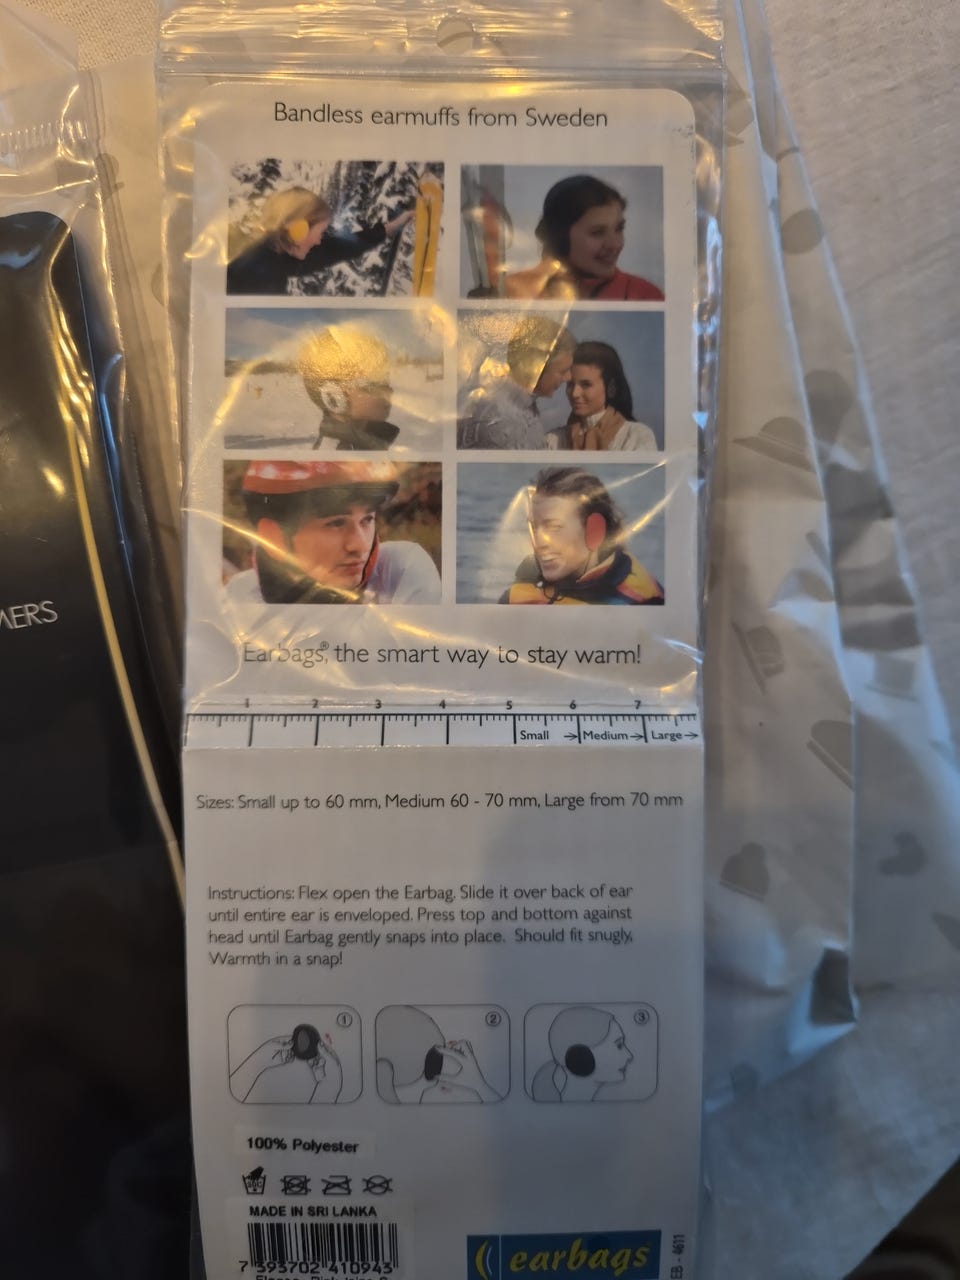 Bandless earmuffs from Sweden
MERS
Earbags®, the smart way to stay warm!
1 2 3 4 5 6 7
Small Medium Large
Sizes: Small up to 60 mm, Medium 60 - 70 mm, Large from 70 mm
Instructions: Flex open the Earbag. Slide it over back of ear
until entire ear is enveloped. Press top and bottom against
head until Earbag gently snaps into place. Should fit snugly.
Warmth in a snap!
1 2 3
100% Polyester
MADE IN SRI LANKA
7 393702 410943
earbags
EB - 4611